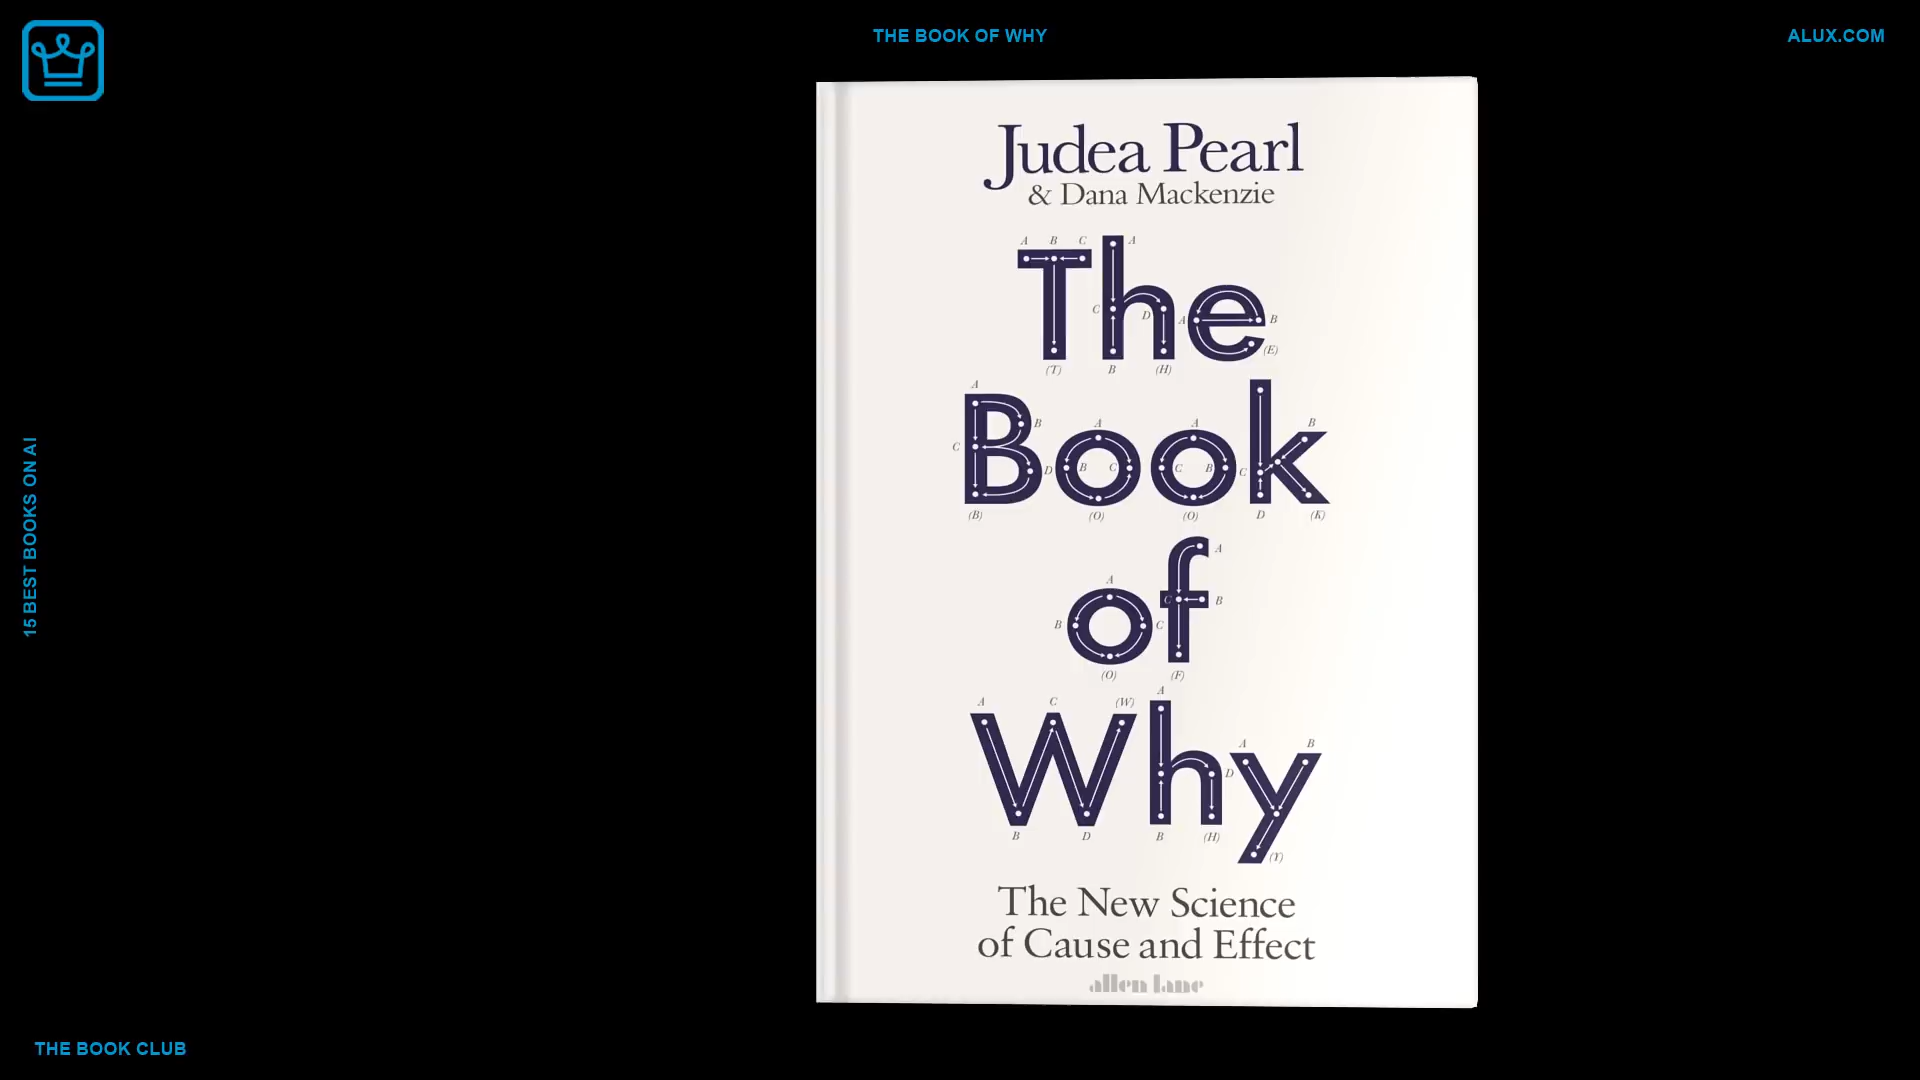 THE BOOK OF WHY
ALUX.COM
15 BEST BOOKS ON AI
Judea Pearl
& Dana Mackenzie
A B C A
The
C D A B (E)
(T) B (H)
A
B
C
Book
A A B
B C C B
D C
(B) (O) (O) D (K)
of
A
A B
B C C
(O) (F)
Why
A C (W) A
A B
D
B D B (H)
(Y)
The New Science
of Cause and Effect
allen lane
THE BOOK CLUB